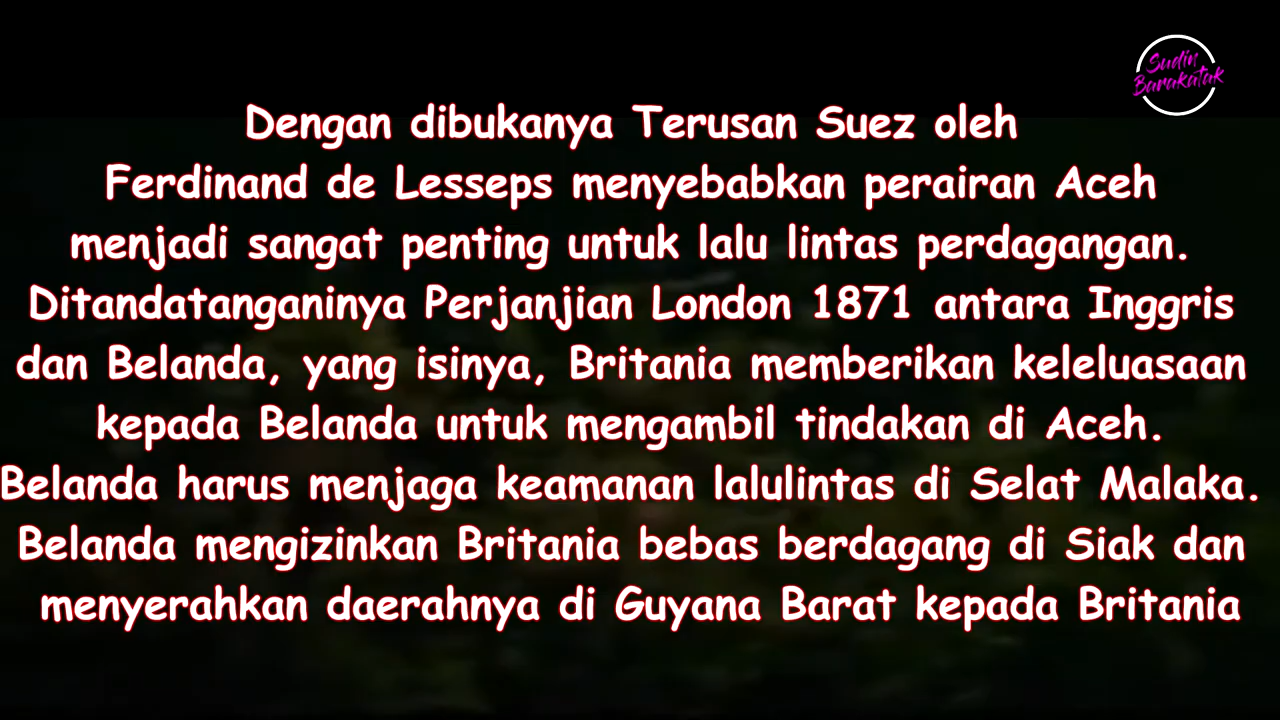 Sudin
Barakatak
Dengan dibukanya Terusan Suez oleh
Ferdinand de Lesseps menyebabkan perairan Aceh
menjadi sangat penting untuk lalu lintas perdagangan.
Ditandatanganinya Perjanjian London 1871 antara Inggris
dan Belanda, yang isinya, Britania memberikan keleluasaan
kepada Belanda untuk mengambil tindakan di Aceh.
Belanda harus menjaga keamanan lalulintas di Selat Malaka.
Belanda mengizinkan Britania bebas berdagang di Siak dan
menyerahkan daerahnya di Guyana Barat kepada Britania